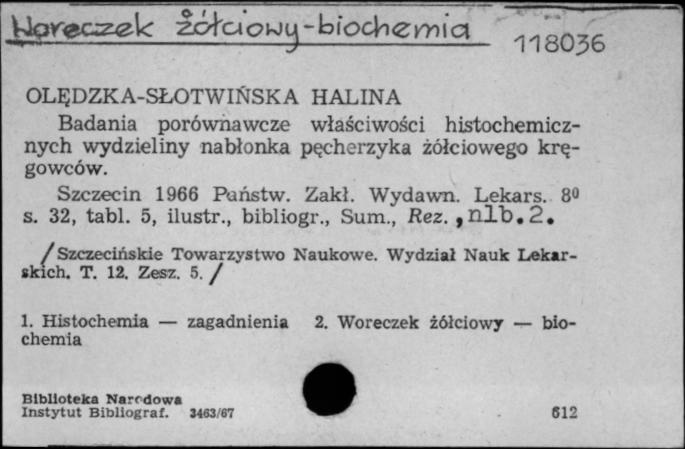 Woreczek żółciowy-biochemia
118036
OLĘDZKA-SŁOTWIŃSKA HALINA
Badania porównawcze właściwości histochemicz-
nych wydzieliny nabłonka pęcherzyka żółciowego krę-
gowców.
Szczecin 1966 Państw. Zakł. Wydawn. Lekars. 8⁰
s. 32, tabl. 5, ilustr., bibliogr., Sum., Rez. , nlb. 2.
/Szczecińskie Towarzystwo Naukowe. Wydział Nauk Lekar-
skich. T. 12. Zesz. 5. /
1. Histochemia — zagadnienia 2. Woreczek żółciowy — bio-
chemia
Biblioteka Narodowa
Instytut Bibliograf. 3463/67 612